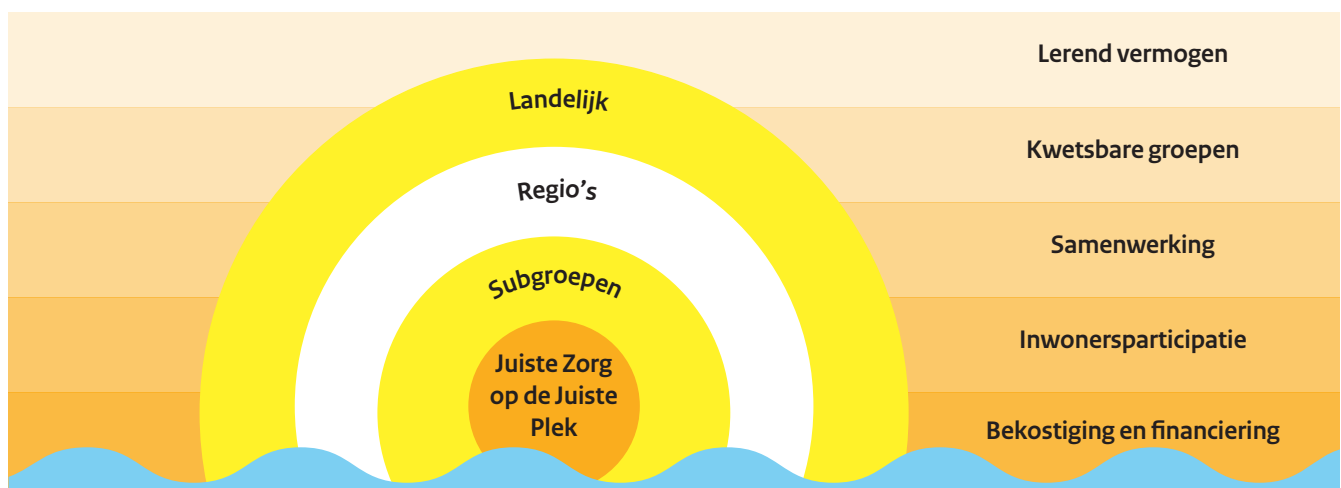 Landelijk
Regio's
Subgroepen
Juiste Zorg
op de Juiste
Plek
Lerend vermogen
Kwetsbare groepen
Samenwerking
Inwonersparticipatie
Bekostiging en financiering